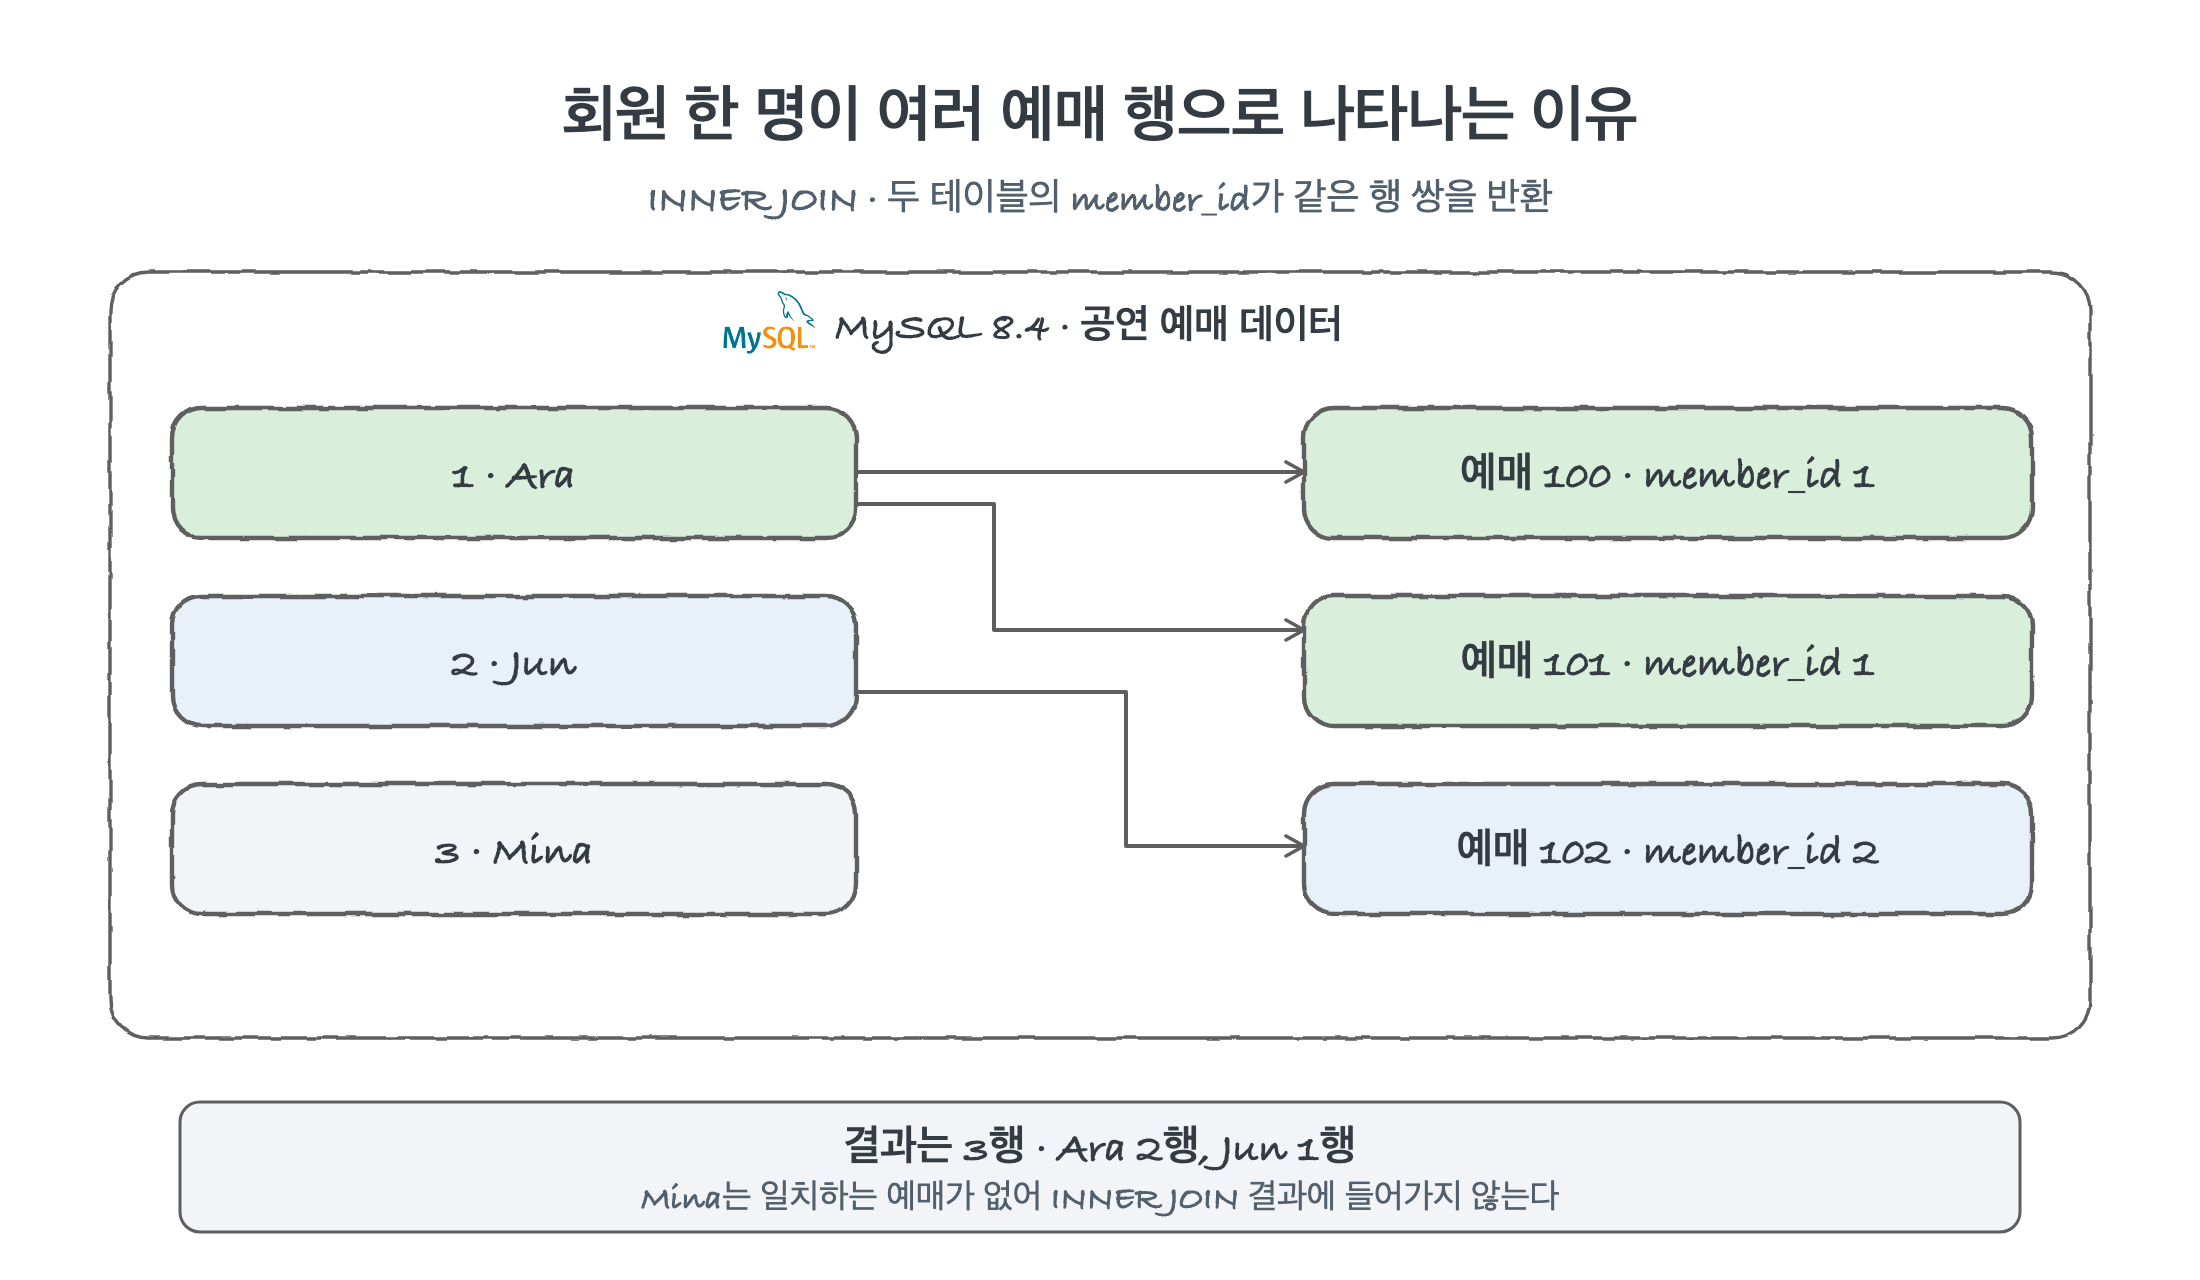 회원 한 명이 여러 예매 행으로 나타나는 이유
INNER JOIN · 두 테이블의 member_id가 같은 행 쌍을 반환
MySQL™ MySQL 8.4 · 공연 예매 데이터
1 · Ara
예매 100 · member_id 1
2 · Jun
예매 101 · member_id 1
3 · Mina
예매 102 · member_id 2
결과는 3행 · Ara 2행, Jun 1행
Mina는 일치하는 예매가 없어 INNER JOIN 결과에 들어가지 않는다